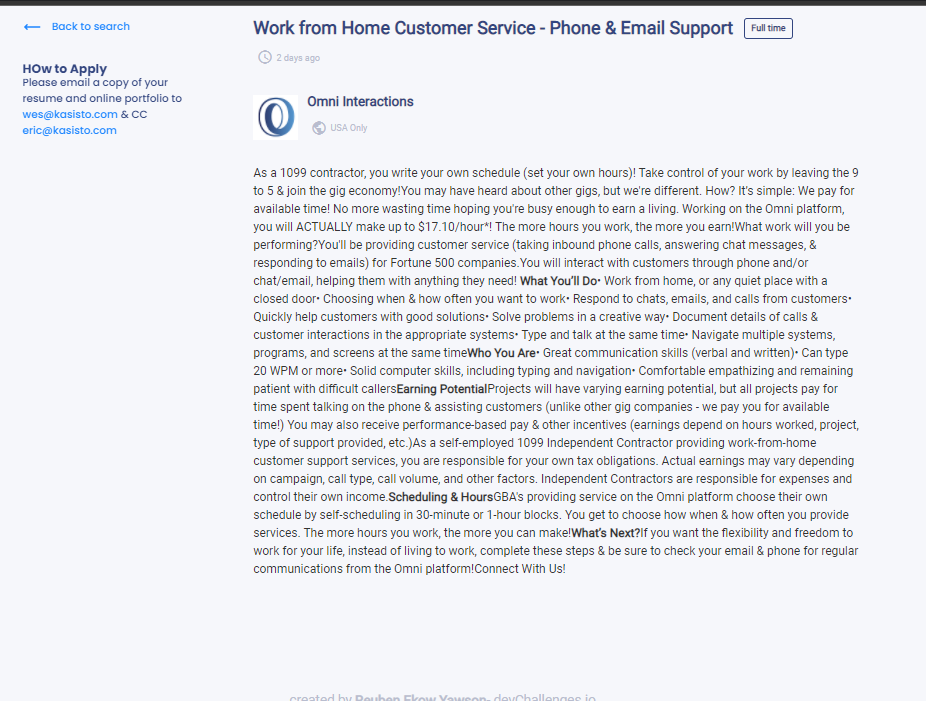 Back to search
HOw to Apply
Please email a copy of your
resume and online portfolio to
wes@kasisto.com & CC
eric@kasisto.com
Work from Home Customer Service - Phone & Email Support
Full time
2 days ago
Omni Interactions
USA Only
As a 1099 contractor, you write your own schedule (set your own hours)! Take control of your work by leaving the 9
to 5 & join the gig economy!You may have heard about other gigs, but we're different. How? It's simple: We pay for
available time! No more wasting time hoping you're busy enough to earn a living. Working on the Omni platform,
you will ACTUALLY make up to $17.10/hour*! The more hours you work, the more you earn!What work will you be
performing?You'll be providing customer service (taking inbound phone calls, answering chat messages, &
responding to emails) for Fortune 500 companies.You will interact with customers through phone and/or
chat/email, helping them with anything they need! What You’ll Do• Work from home, or any quiet place with a
closed door• Choosing when & how often you want to work• Respond to chats, emails, and calls from customers•
Quickly help customers with good solutions• Solve problems in a creative way• Document details of calls &
customer interactions in the appropriate systems• Type and talk at the same time• Navigate multiple systems,
programs, and screens at the same timeWho You Are• Great communication skills (verbal and written)• Can type
20 WPM or more• Solid computer skills, including typing and navigation• Comfortable empathizing and remaining
patient with difficult callersEarning PotentialProjects will have varying earning potential, but all projects pay for
time spent talking on the phone & assisting customers (unlike other gig companies - we pay you for available
time!) You may also receive performance-based pay & other incentives (earnings depend on hours worked, project,
type of support provided, etc.)As a self-employed 1099 Independent Contractor providing work-from-home
customer support services, you are responsible for your own tax obligations. Actual earnings may vary depending
on campaign, call type, call volume, and other factors. Independent Contractors are responsible for expenses and
control their own income.Scheduling & HoursGBA's providing service on the Omni platform choose their own
schedule by self-scheduling in 30-minute or 1-hour blocks. You get to choose how when & how often you provide
services. The more hours you work, the more you can make!What’s Next?If you want the flexibility and freedom to
work for your life, instead of living to work, complete these steps & be sure to check your email & phone for regular
communications from the Omni platform!Connect With Us!
created by Reuben Ekow Yawson- devChallenges.io